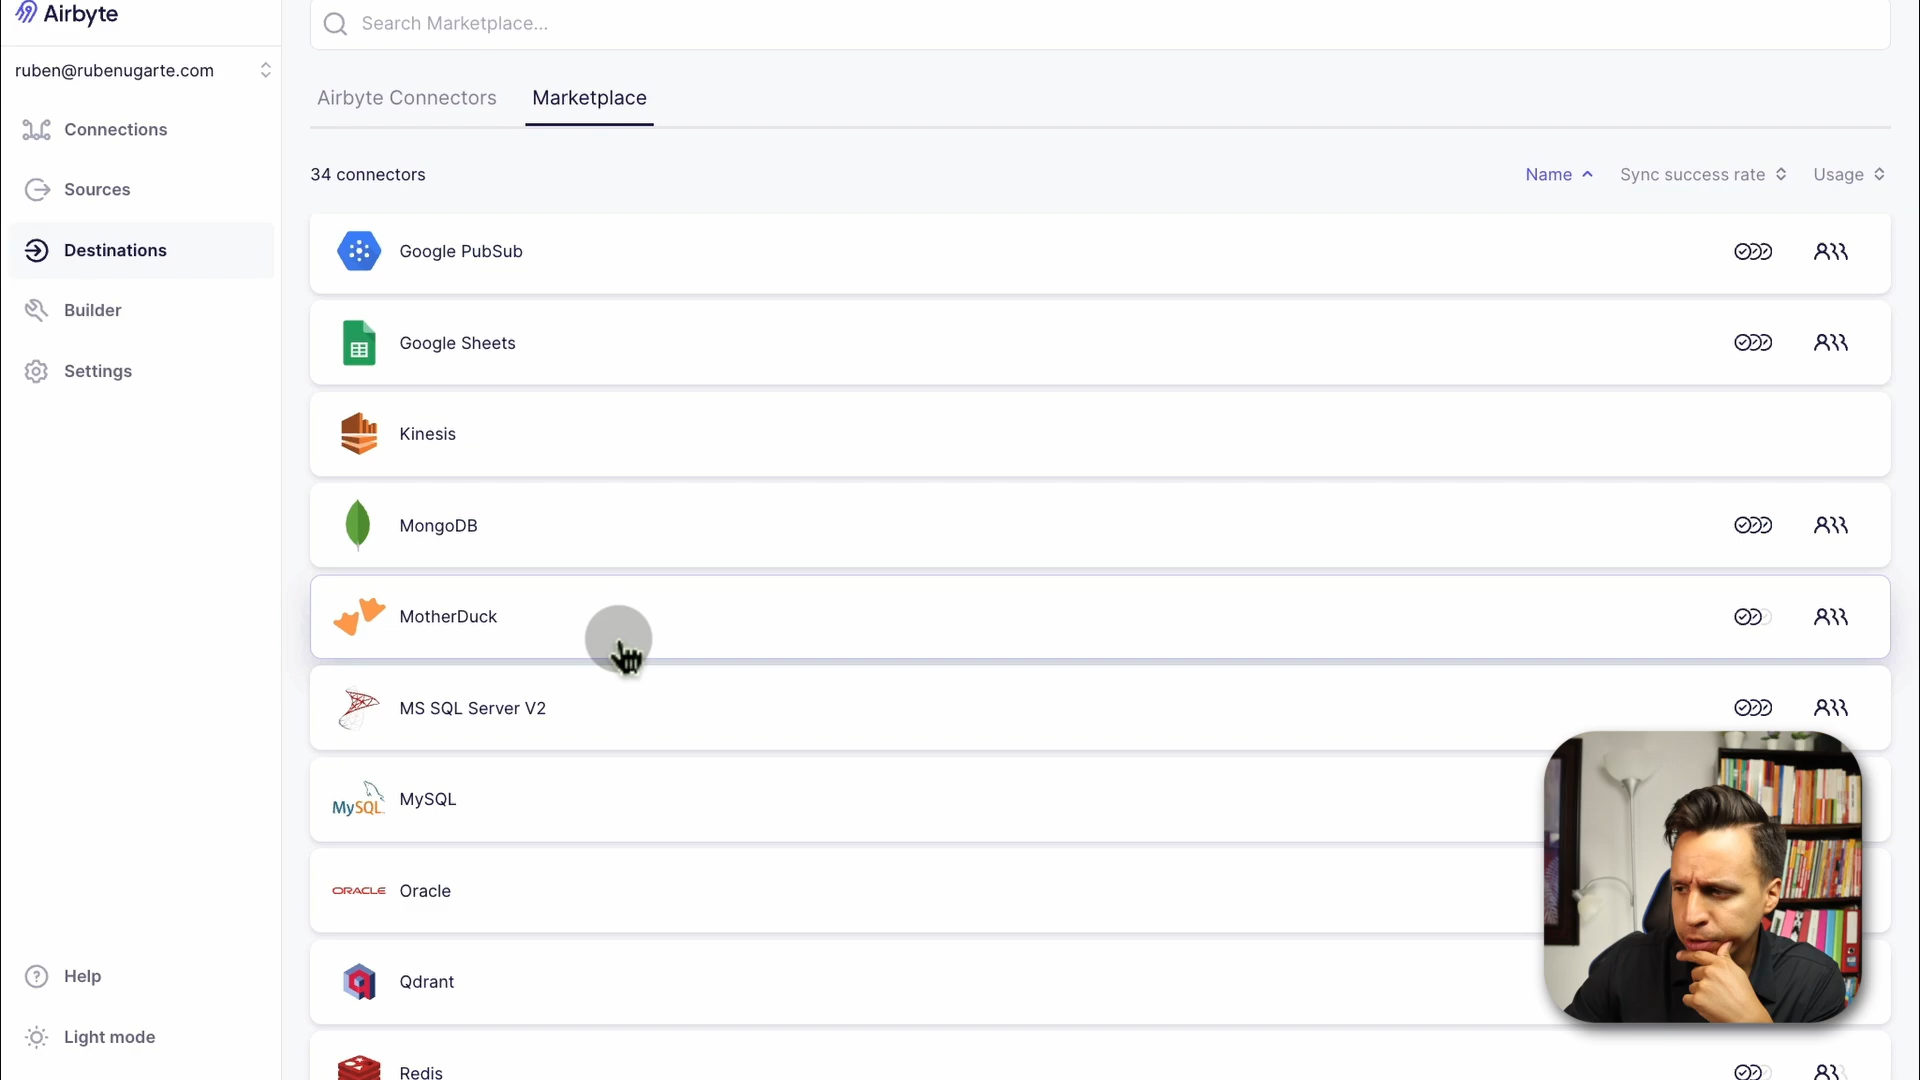 Airbyte
Search Marketplace...
ruben@rubenugarte.com
Airbyte Connectors
Marketplace
Connections
34 connectors
Name
Sync success rate
Usage
Sources
Google PubSub
Destinations
Builder
Google Sheets
Settings
Kinesis
MongoDB
MotherDuck
MS SQL Server V2
MySQL
MySQL
ORACLE
Oracle
Qdrant
Help
Light mode
Redis